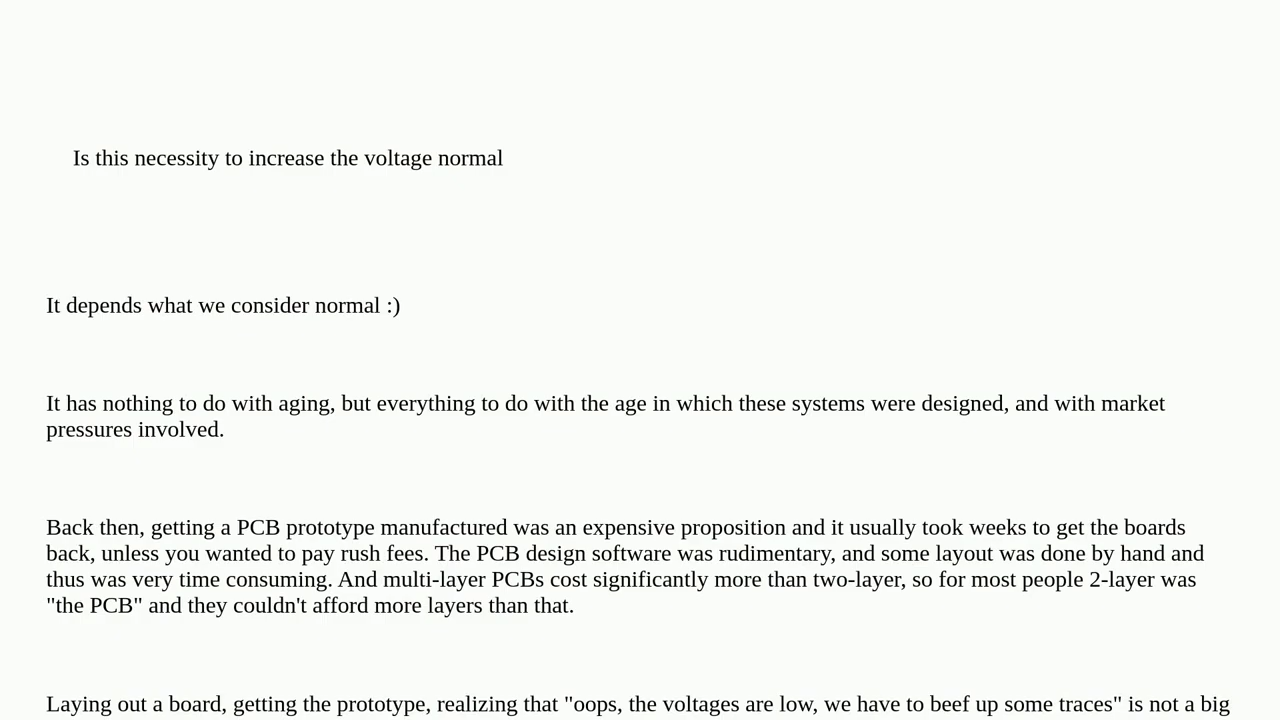 Is this necessity to increase the voltage normal
It depends what we consider normal :)
It has nothing to do with aging, but everything to do with the age in which these systems were designed, and with market
pressures involved.
Back then, getting a PCB prototype manufactured was an expensive proposition and it usually took weeks to get the boards
back, unless you wanted to pay rush fees. The PCB design software was rudimentary, and some layout was done by hand and
thus was very time consuming. And multi-layer PCBs cost significantly more than two-layer, so for most people 2-layer was
"the PCB" and they couldn't afford more layers than that.
Laying out a board, getting the prototype, realizing that "oops, the voltages are low, we have to beef up some traces" is not a big